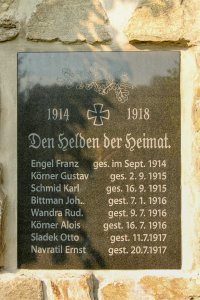 1914 1918
Den Helden der Heimat.
Engel Franz ges. im Sept. 1914
Körner Gustav ges. 2. 9. 1915
Schmid Karl ges. 16. 9. 1915
Bittman Joh. gest. 7. 1. 1916
Wandra Rud. gest. 9. 7. 1916
Körner Alois gest. 16. 7. 1916
Sladek Otto gest. 11.7.1917
Navratil Ernst gest. 20.7.1917